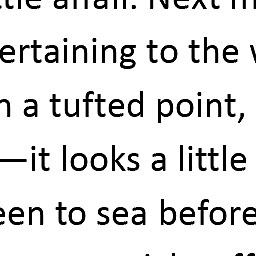 ttle affair. Next m
ertaining to the w
n a tufted point,
—it looks a little
een to sea before